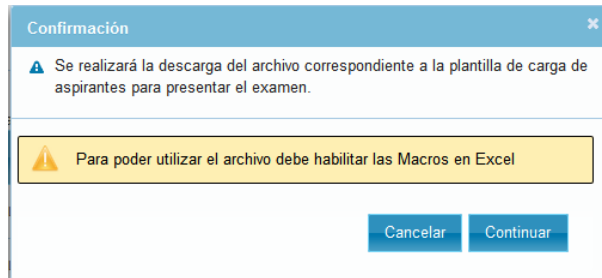 Confirmación
Se realizará la descarga del archivo correspondiente a la plantilla de carga de
aspirantes para presentar el examen.
Para poder utilizar el archivo debe habilitar las Macros en Excel
Cancelar Continuar